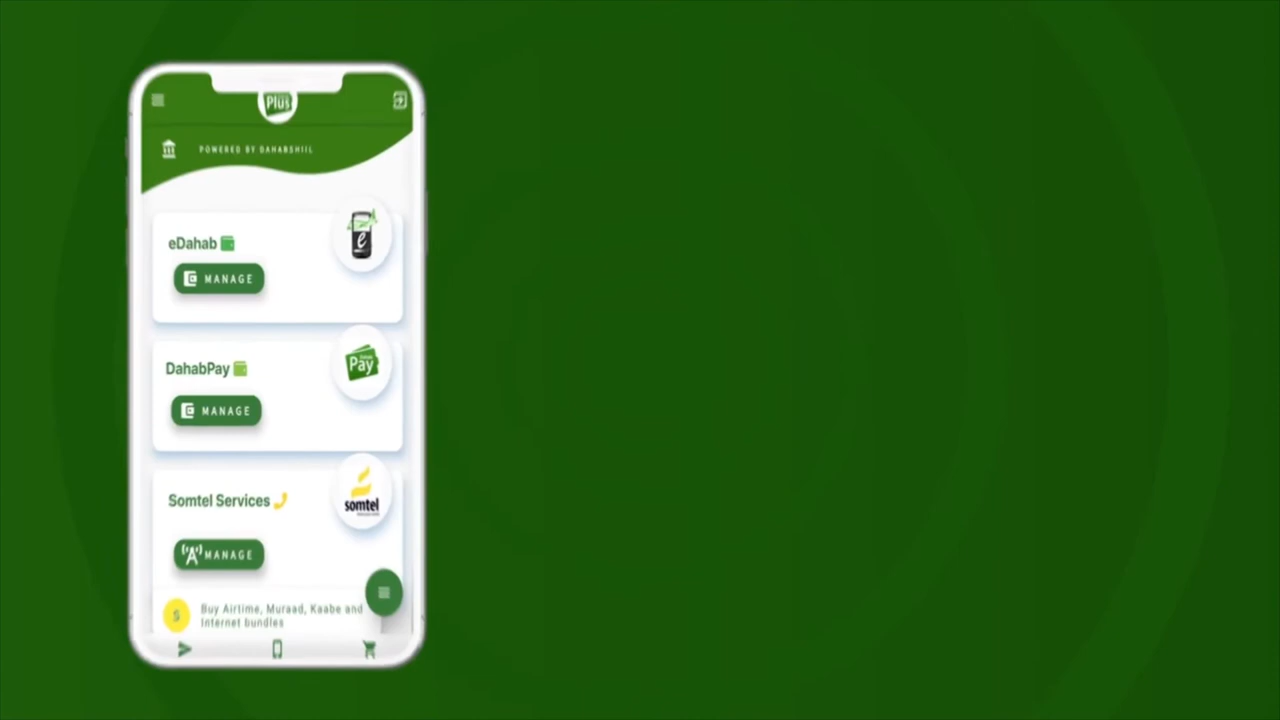 Plus
POWERED BY DAHABSHIIL
eDahab
e
MANAGE
DahabPay
Dahab
Pay
MANAGE
Somtel Services
somtel
MANAGE
S
Buy Airtime, Muraad, Kaabe and
Internet bundles